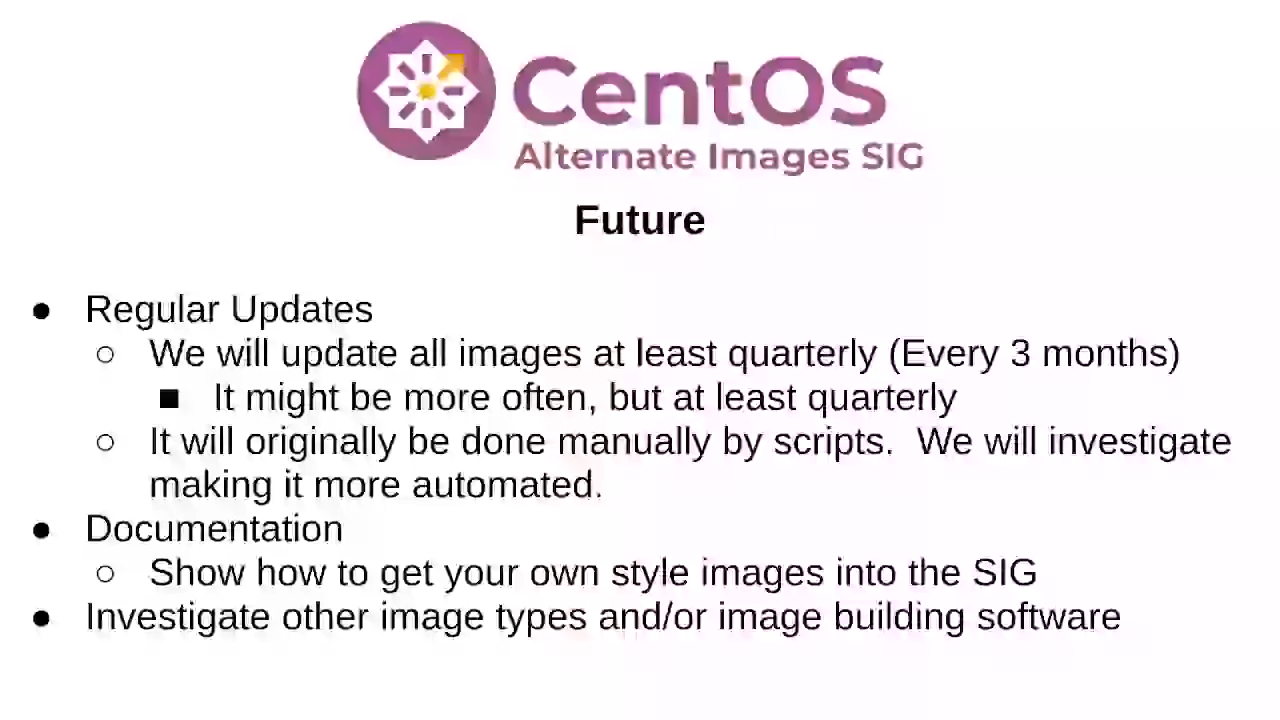 CentOS
Alternate Images SIG
Future
● Regular Updates
○ We will update all images at least quarterly (Every 3 months)
■ It might be more often, but at least quarterly
○ It will originally be done manually by scripts.  We will investigate
making it more automated.
● Documentation
○ Show how to get your own style images into the SIG
● Investigate other image types and/or image building software